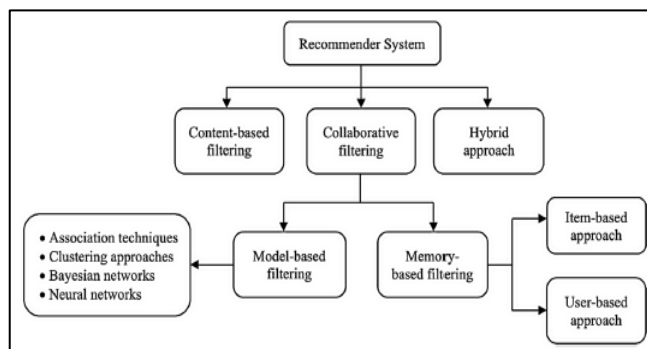 Recommender System
Content-based
filtering
Collaborative
filtering
Hybrid
approach
• Association techniques
• Clustering approaches
• Bayesian networks
• Neural networks
Model-based
filtering
Memory-
based filtering
Item-based
approach
User-based
approach